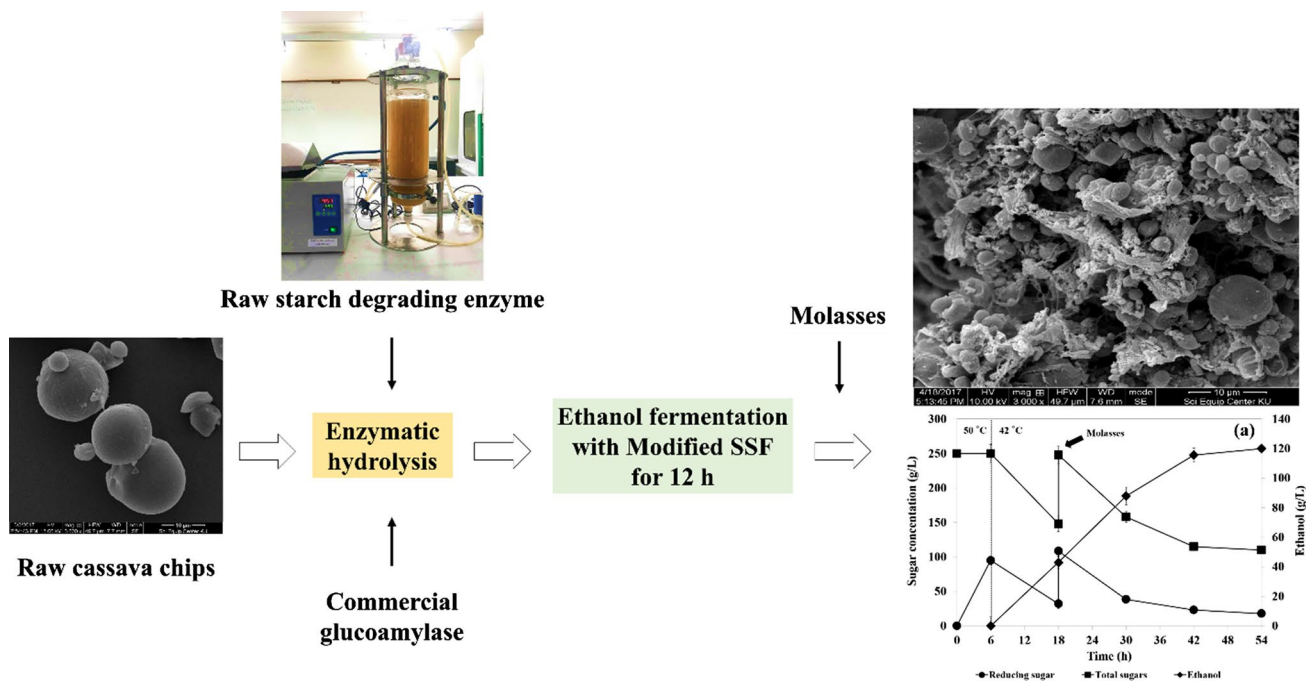 Raw starch degrading enzyme
Molasses
Raw cassava chips
Enzymatic
hydrolysis
Commercial
glucoamylase
Ethanol fermentation
with Modified SSF
for 12 h
4/18/2017 HV mag HFW WD mode 10 µm
5:13:45 PM 10.00 kV 3 000 x 49.7 µm 7.6 mm SE Sci Equip Center KU
(a)
50 °C 42 °C
Molasses
Sugar concentration (g/L)
300
250
200
150
100
50
0
Ethanol (g/L)
140
120
100
80
60
40
20
0
0 6 12 18 24 30 36 42 48 54
Time (h)
Reducing sugar Total sugars Ethanol